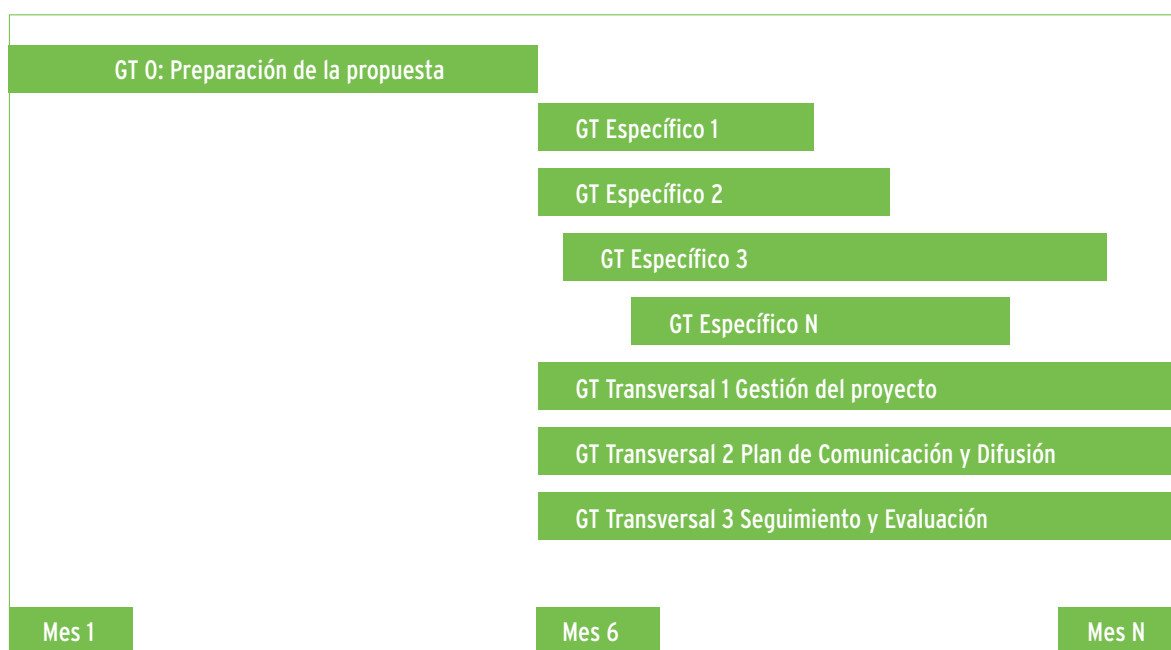 GT 0: Preparación de la propuesta
GT Específico 1
GT Específico 2
GT Específico 3
GT Específico N
GT Transversal 1 Gestión del proyecto
GT Transversal 2 Plan de Comunicación y Difusión
GT Transversal 3 Seguimiento y Evaluación
Mes 1
Mes 6
Mes N